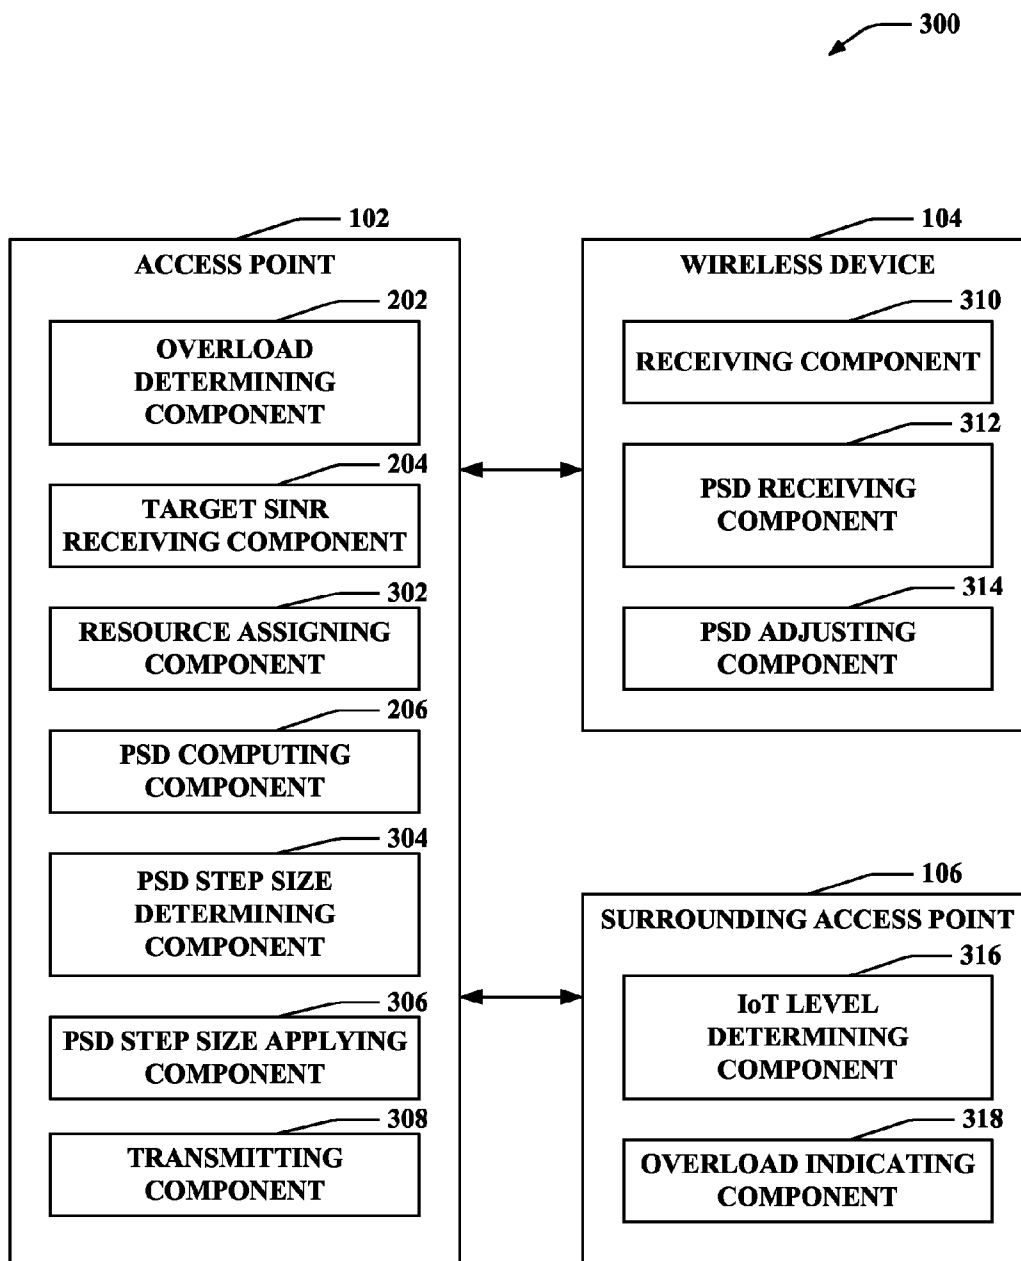 300
102
ACCESS POINT
202
OVERLOAD
DETERMINING
COMPONENT
204
TARGET SINR
RECEIVING COMPONENT
302
RESOURCE ASSIGNING
COMPONENT
206
PSD COMPUTING
COMPONENT
304
PSD STEP SIZE
DETERMINING
COMPONENT
306
PSD STEP SIZE APPLYING
COMPONENT
308
TRANSMITTING
COMPONENT
104
WIRELESS DEVICE
310
RECEIVING COMPONENT
312
PSD RECEIVING
COMPONENT
314
PSD ADJUSTING
COMPONENT
106
SURROUNDING ACCESS POINT
316
IoT LEVEL
DETERMINING
COMPONENT
318
OVERLOAD INDICATING
COMPONENT